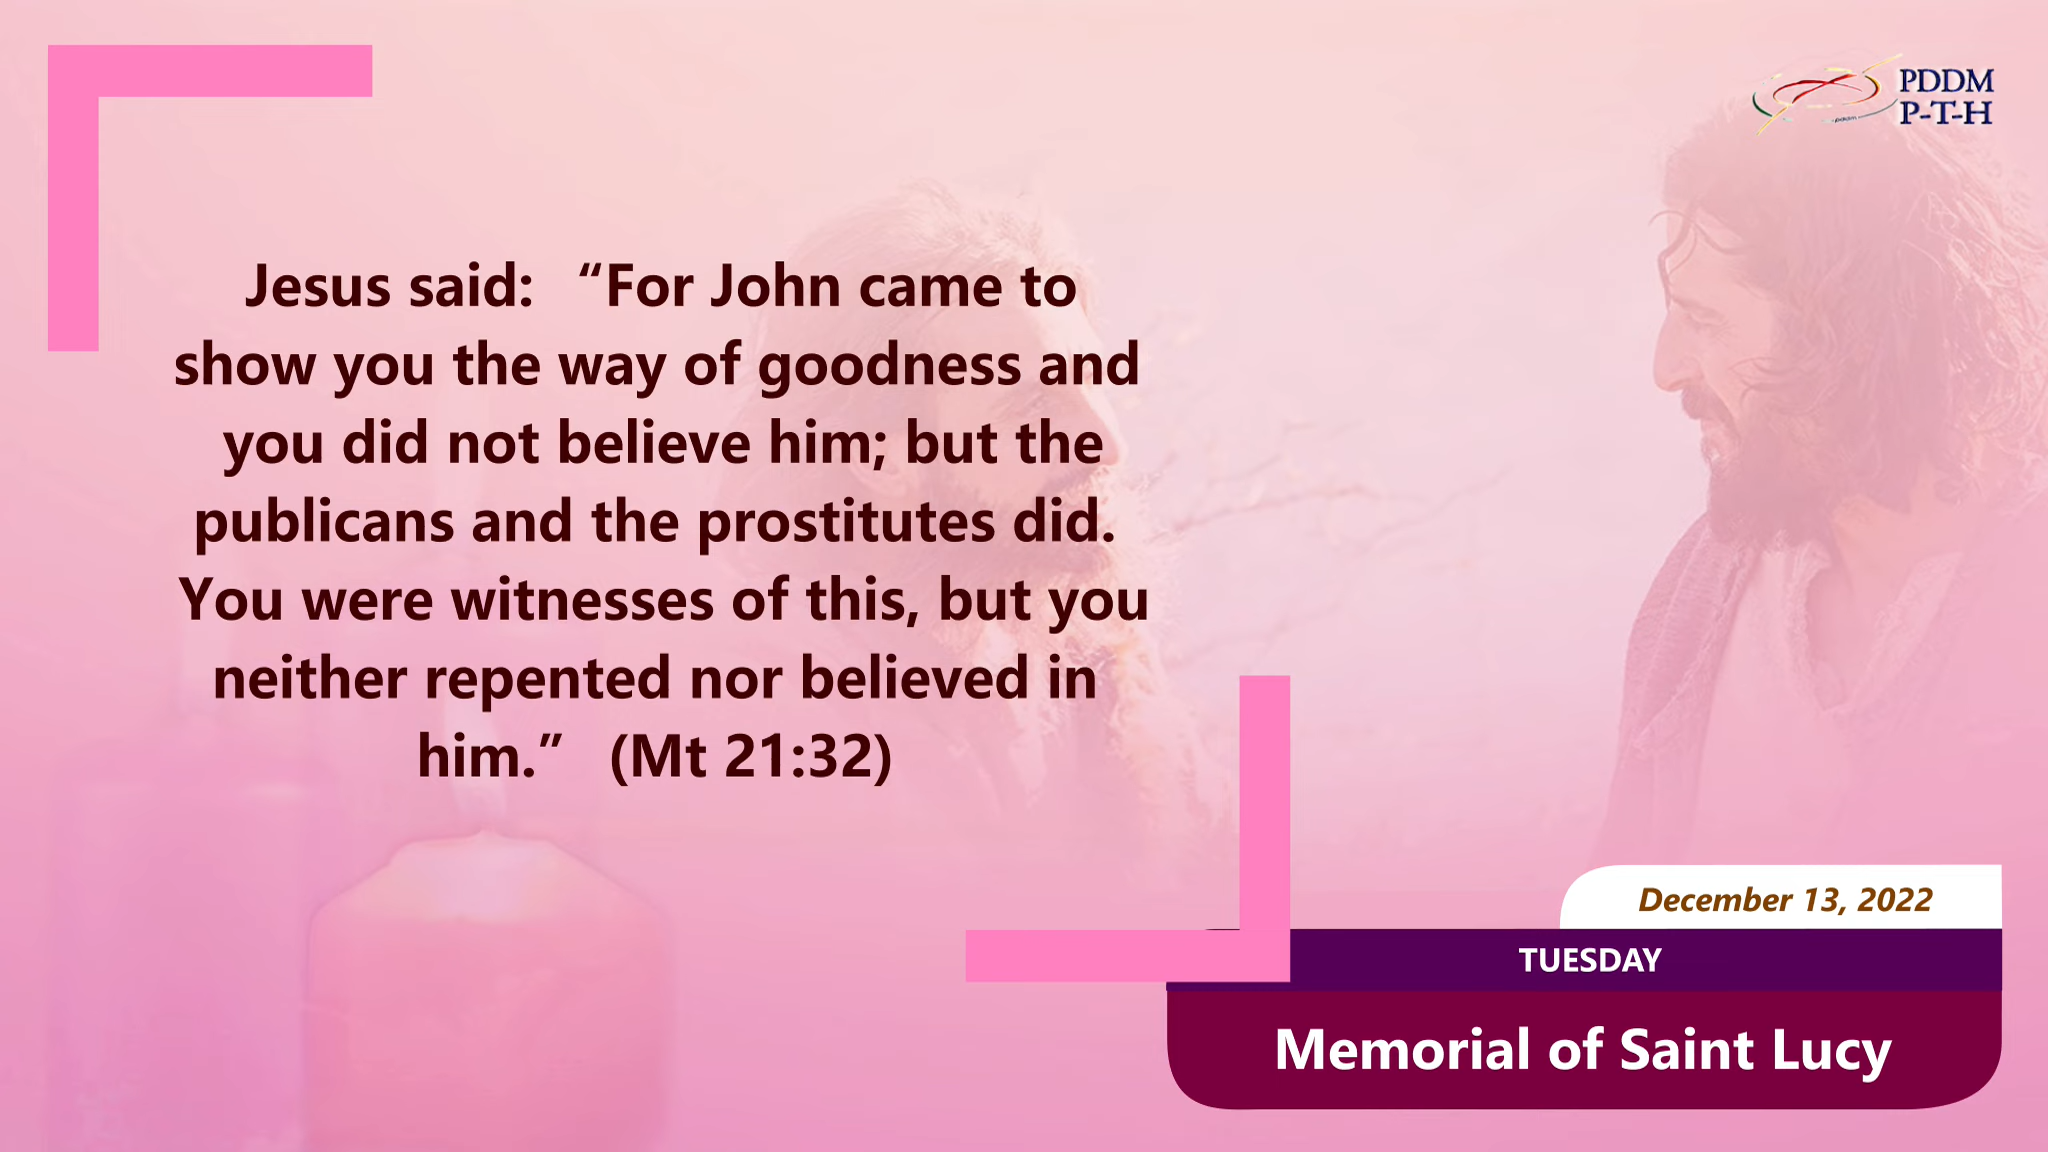 PDDM
P-T-H
Jesus said:  “For John came to
show you the way of goodness and
you did not believe him; but the
publicans and the prostitutes did.
You were witnesses of this, but you
neither repented nor believed in
him.”  (Mt 21:32)
December 13, 2022
TUESDAY
Memorial of Saint Lucy